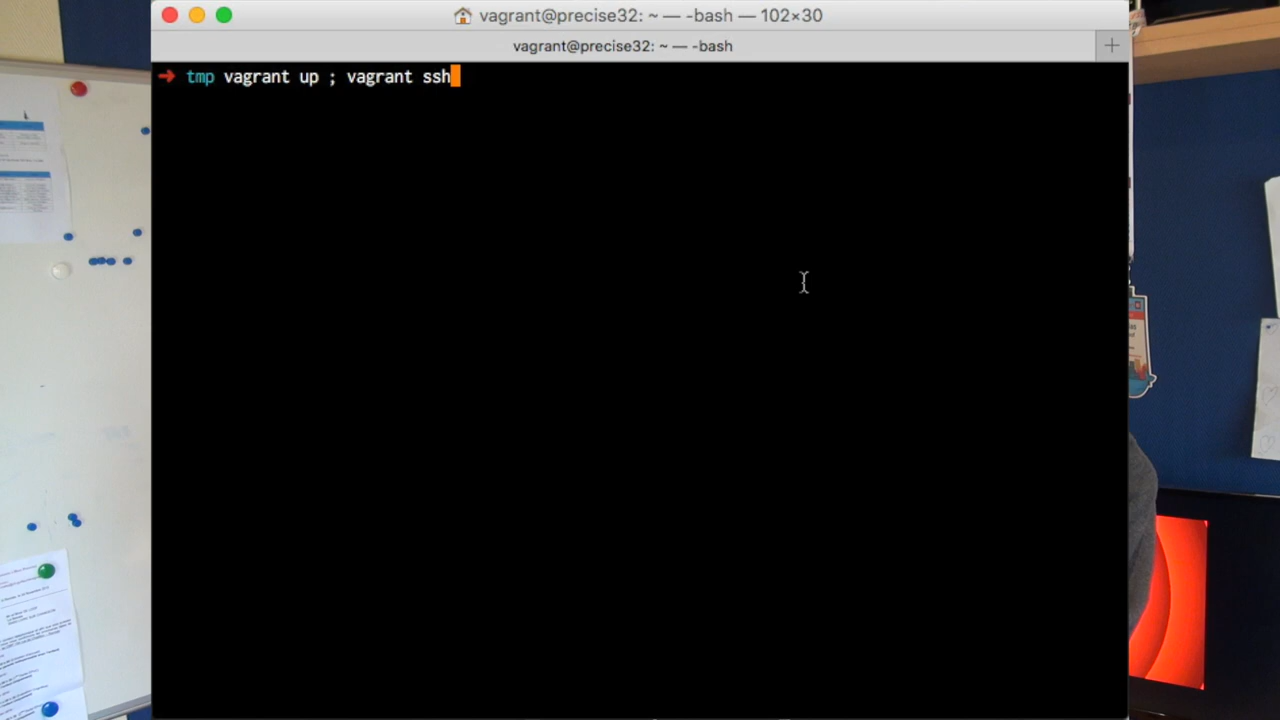 vagrant@precise32: ~ — -bash — 102×30
vagrant@precise32: ~ — -bash
➜ tmp vagrant up ; vagrant ssh